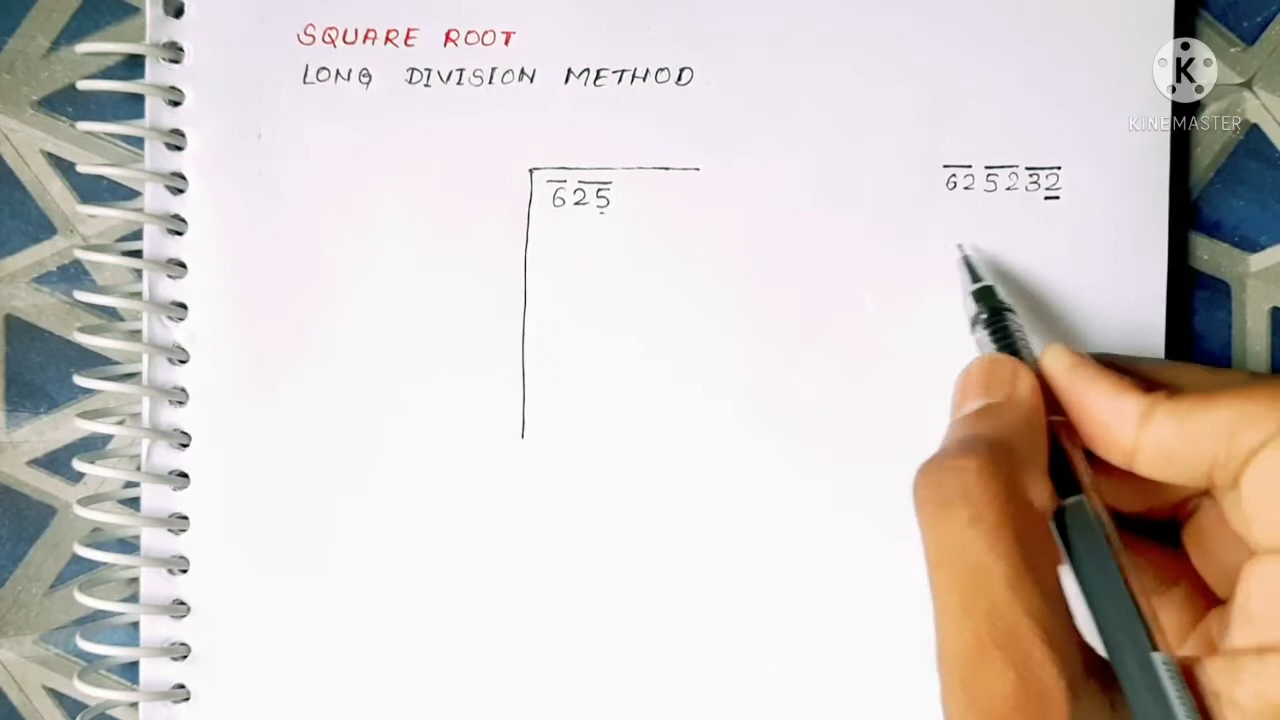 SQUARE ROOT
LONG DIVISION METHOD
625
625232
K
KINEMASTER